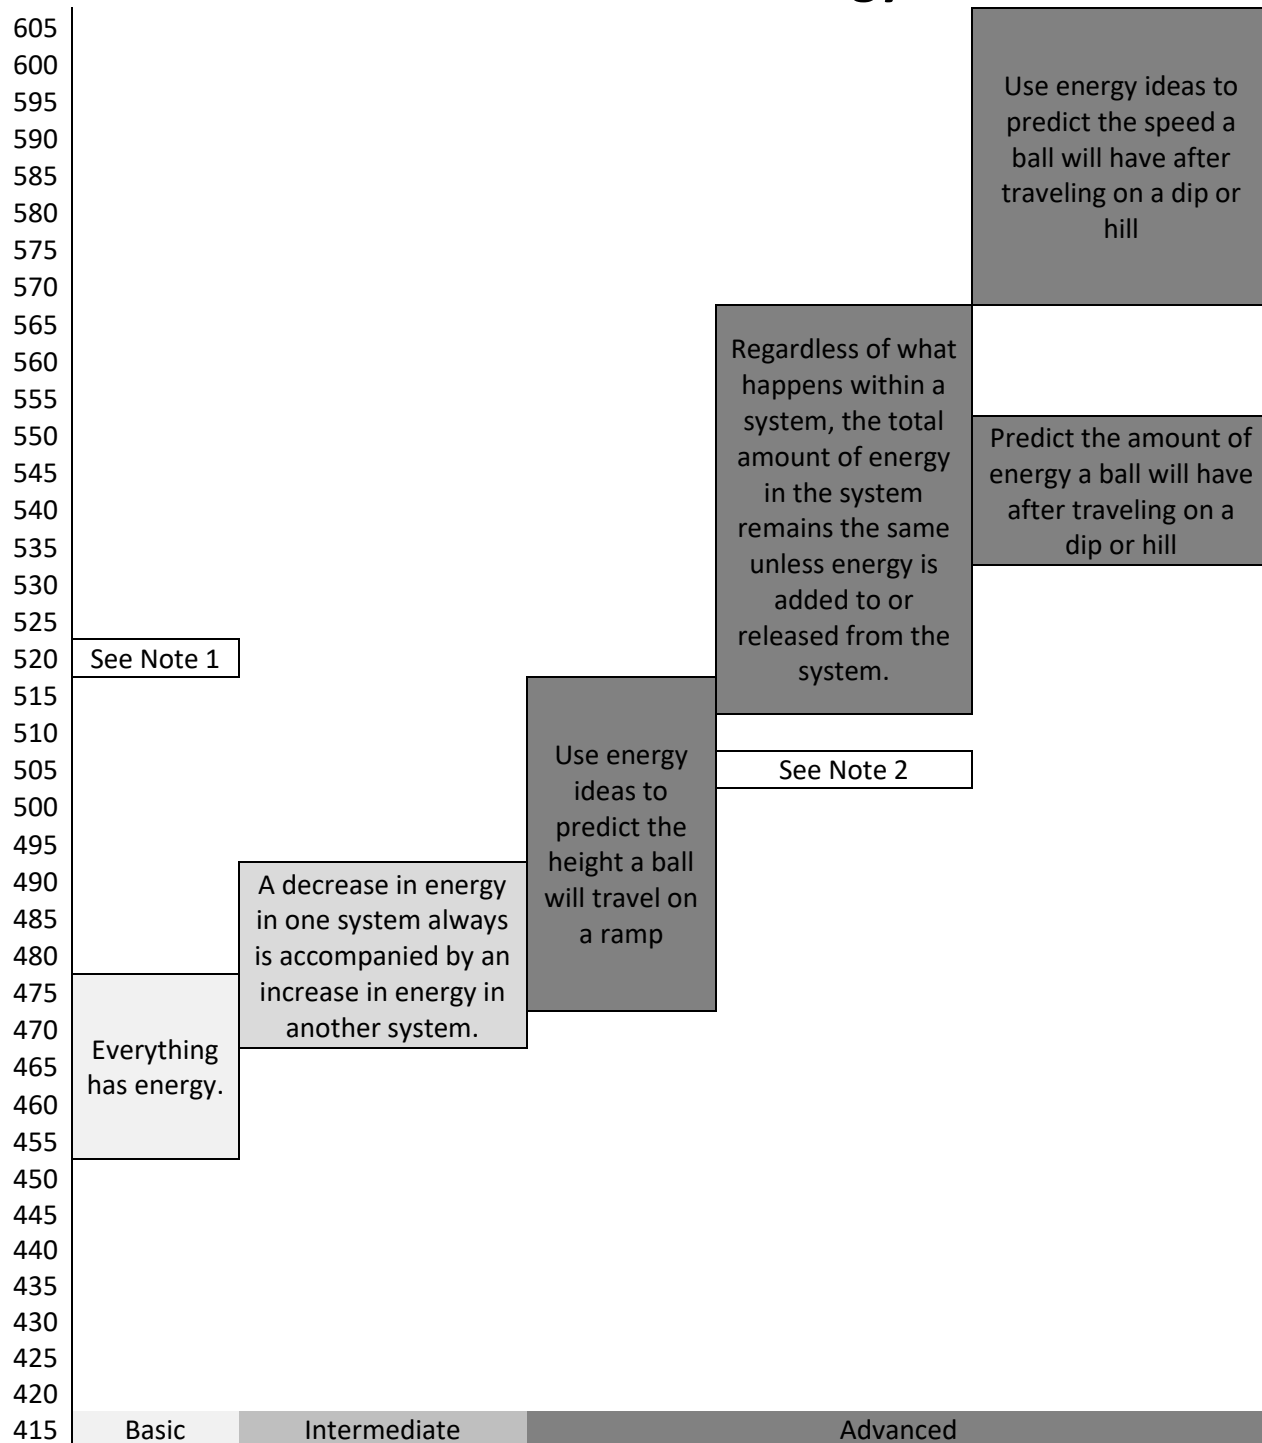 605
600
595
590
585
580
575
570
565
560
555
550
545
540
535
530
525
520
515
510
505
500
495
490
485
480
475
470
465
460
455
450
445
440
435
430
425
420
415
Use energy ideas to
predict the speed a
ball will have after
traveling on a dip or
hill
Regardless of what
happens within a
system, the total
amount of energy
in the system
remains the same
unless energy is
added to or
released from the
system.
Predict the amount of
energy a ball will have
after traveling on a
dip or hill
See Note 1
Use energy
ideas to
predict the
height a ball
will travel on
a ramp
See Note 2
A decrease in energy
in one system always
is accompanied by an
increase in energy in
another system.
Everything
has energy.
Basic
Intermediate
Advanced